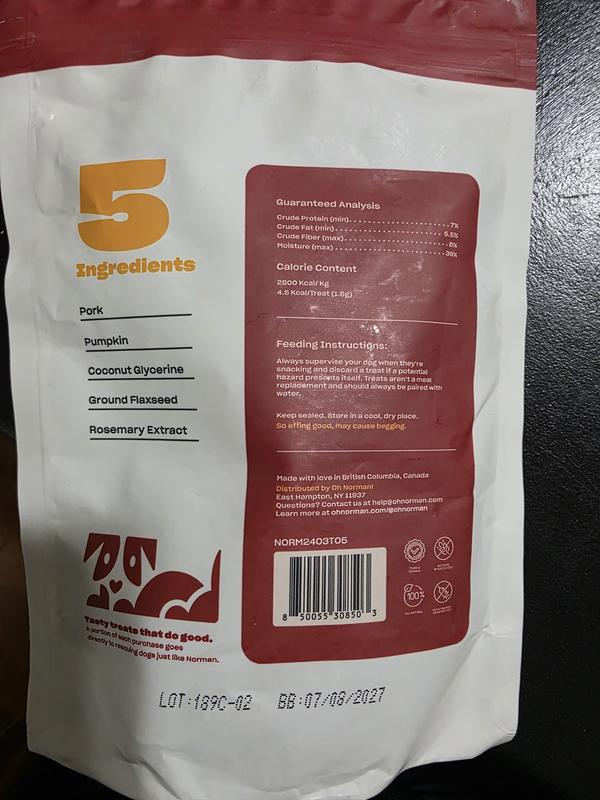 5
Ingredients
Pork
Pumpkin
Coconut Glycerine
Ground Flaxseed
Rosemary Extract
Tasty treats that do good.
A portion of each purchase goes
directly to rescuing dogs just like Norman.
Guaranteed Analysis
Crude Protein (min)..........................7%
Crude Fat (min)..........................5.5%
Crude Fiber (max)..........................8%
Moisture (max)..........................38%
Calorie Content
2800 Kcal/ Kg
4.5 Kcal/Treat (1.6g)
Feeding Instructions:
Always supervise your dog when they're
snacking and discard a treat if a potential
hazard presents itself. Treats aren't a meal
replacement and should always be paired with
water.
Keep sealed. Store in a cool, dry place.
So effing good, may cause begging.
Made with love in British Columbia, Canada
Distributed by Oh Norman!
East Hampton, NY 11937
Questions? Contact us at help@ohnorman.com
Learn more at ohnorman.com/@ohnorman
NORM2403T05
8 50055 30850 3
100%
LOT:189C-02 BB:07/08/2027